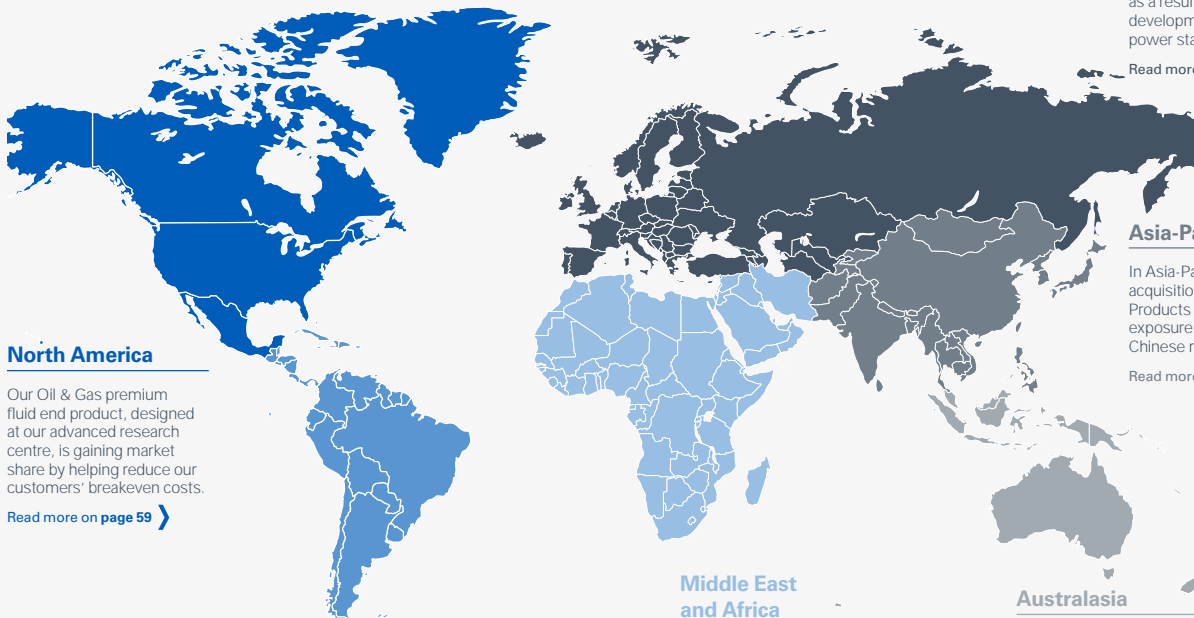 as a resul
developm
power sta
Read more
North America
Our Oil & Gas premium
fluid end product, designed
at our advanced research
centre, is gaining market
share by helping reduce our
customers’ breakeven costs.
Read more on page 59
Asia-Pa
In Asia-Pa
acquisitio
Products
exposure
Chinese r
Read more
Middle East
and Africa
Australasia